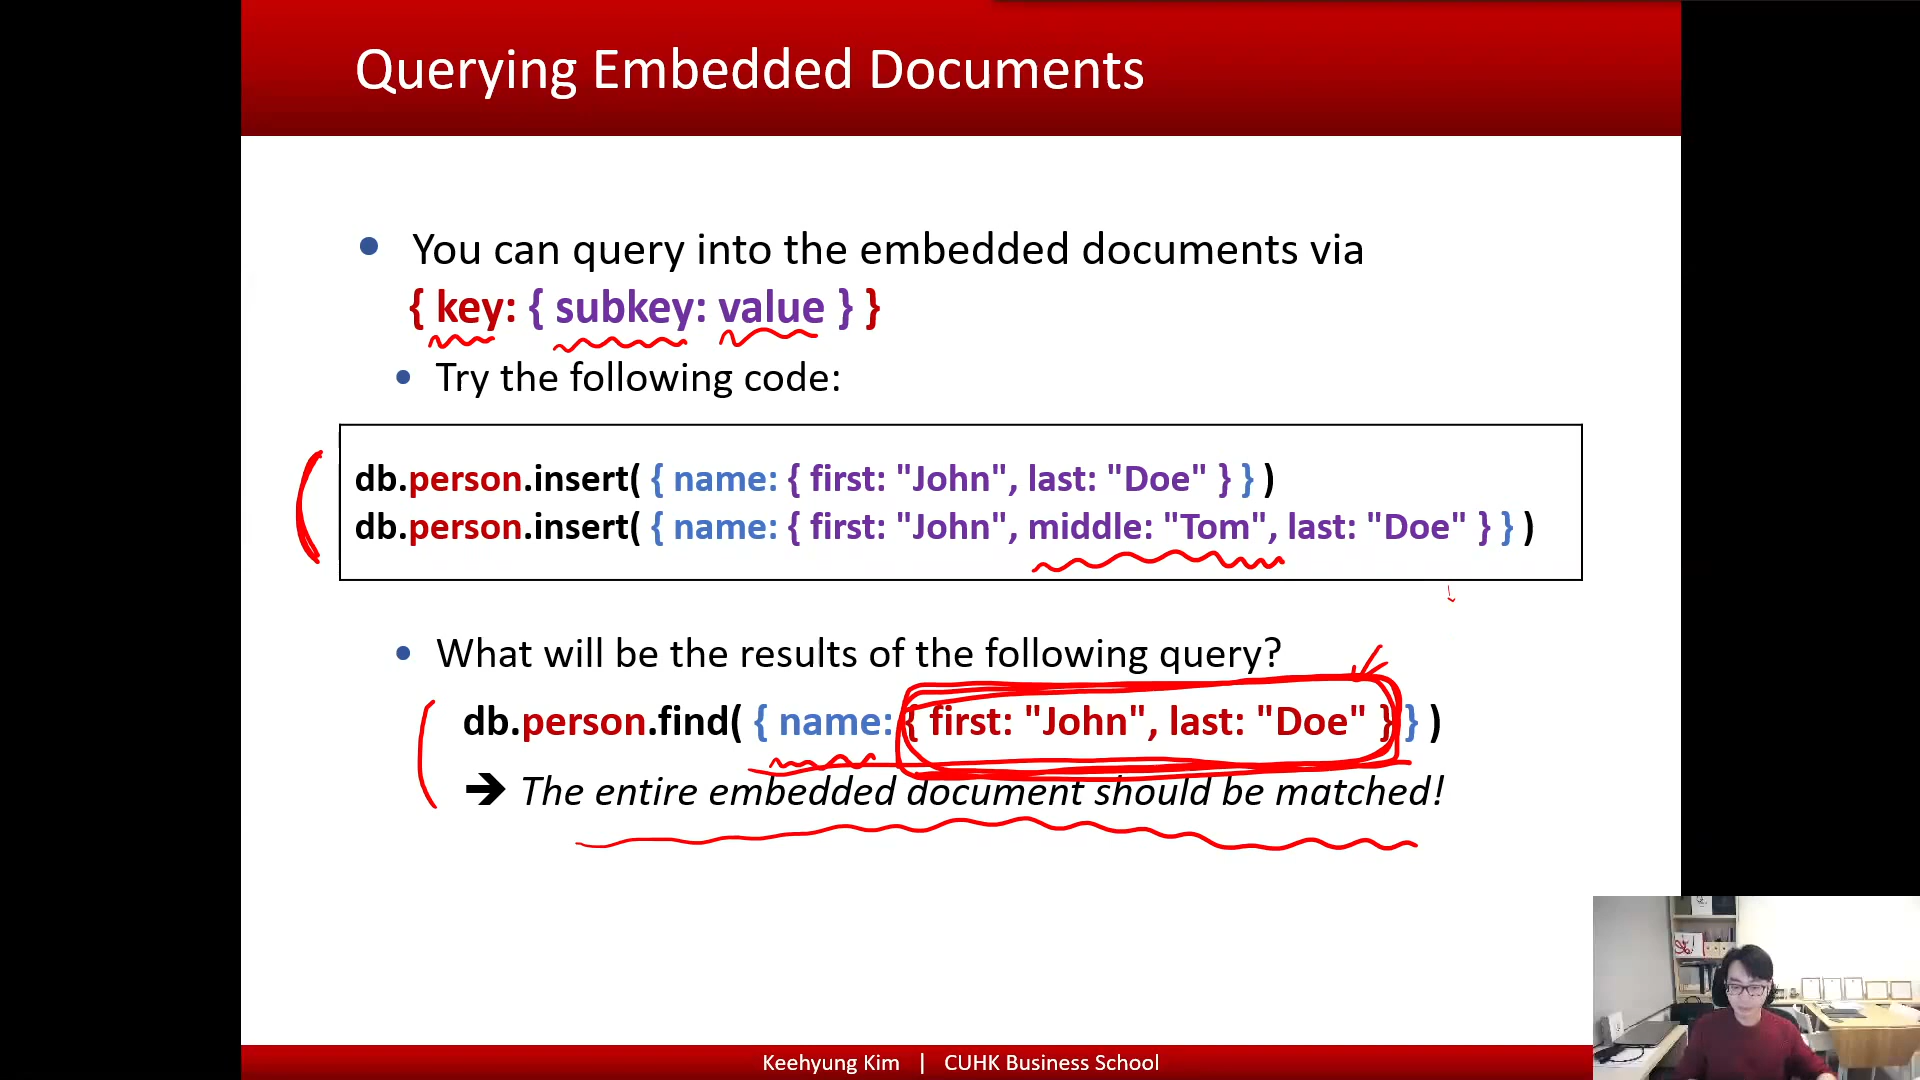 Querying Embedded Documents
• You can query into the embedded documents via
{ key: { subkey: value } }
• Try the following code:
db.person.insert( { name: { first: "John", last: "Doe" } } )
db.person.insert( { name: { first: "John", middle: "Tom", last: "Doe" } } )
• What will be the results of the following query?
db.person.find( { name: { first: "John", last: "Doe" } } )
➔ The entire embedded document should be matched!
Keehyung Kim | CUHK Business School